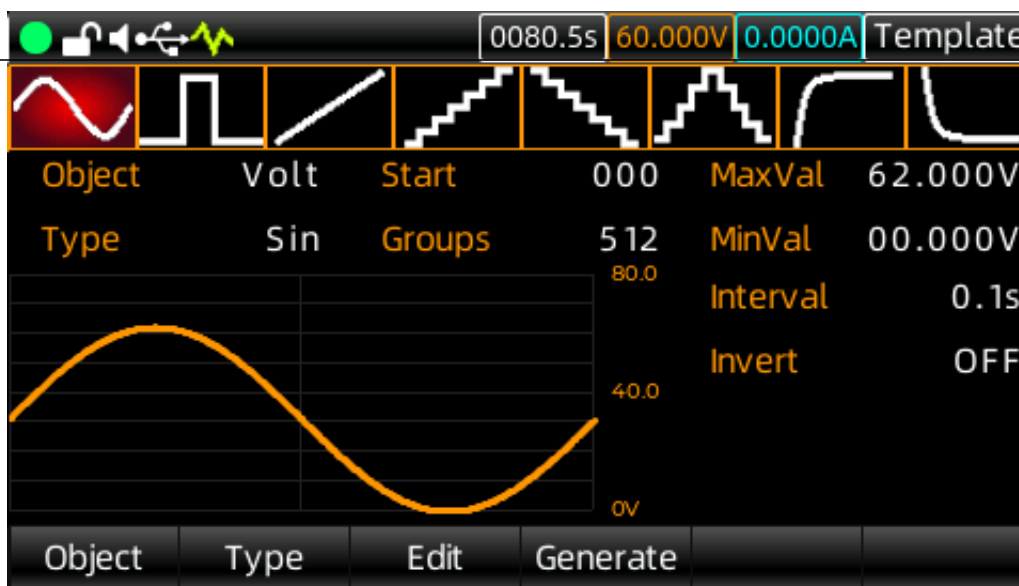 0080.5s 60.000V 0.0000A Template
Object Volt Start 000 MaxVal 62.000V
Type Sin Groups 512 MinVal 00.000V
80.0
Interval 0.1s
Invert OFF
40.0
0V
Object Type Edit Generate